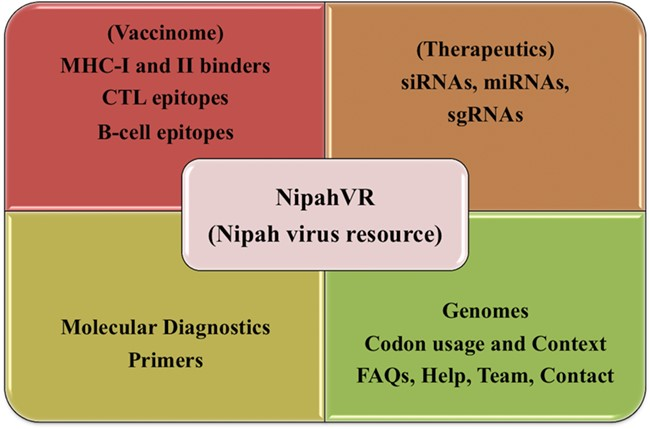 (Vaccinome)
MHC-I and II binders
CTL epitopes
B-cell epitopes
(Therapeutics)
siRNAs, miRNAs,
sgRNAs
NipahVR
(Nipah virus resource)
Molecular Diagnostics
Primers
Genomes
Codon usage and Context
FAQs, Help, Team, Contact